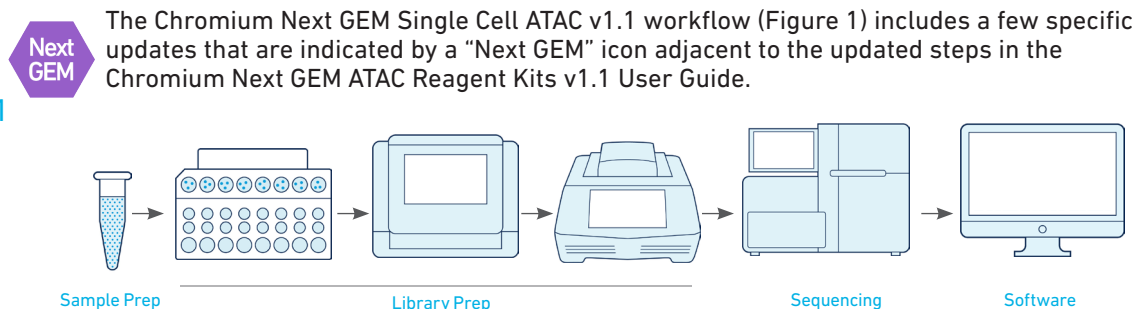 Next
GEM
The Chromium Next GEM Single Cell ATAC v1.1 workflow (Figure 1) includes a few specific
updates that are indicated by a “Next GEM” icon adjacent to the updated steps in the
Chromium Next GEM ATAC Reagent Kits v1.1 User Guide.
Sample Prep
Library Prep
Sequencing
Software